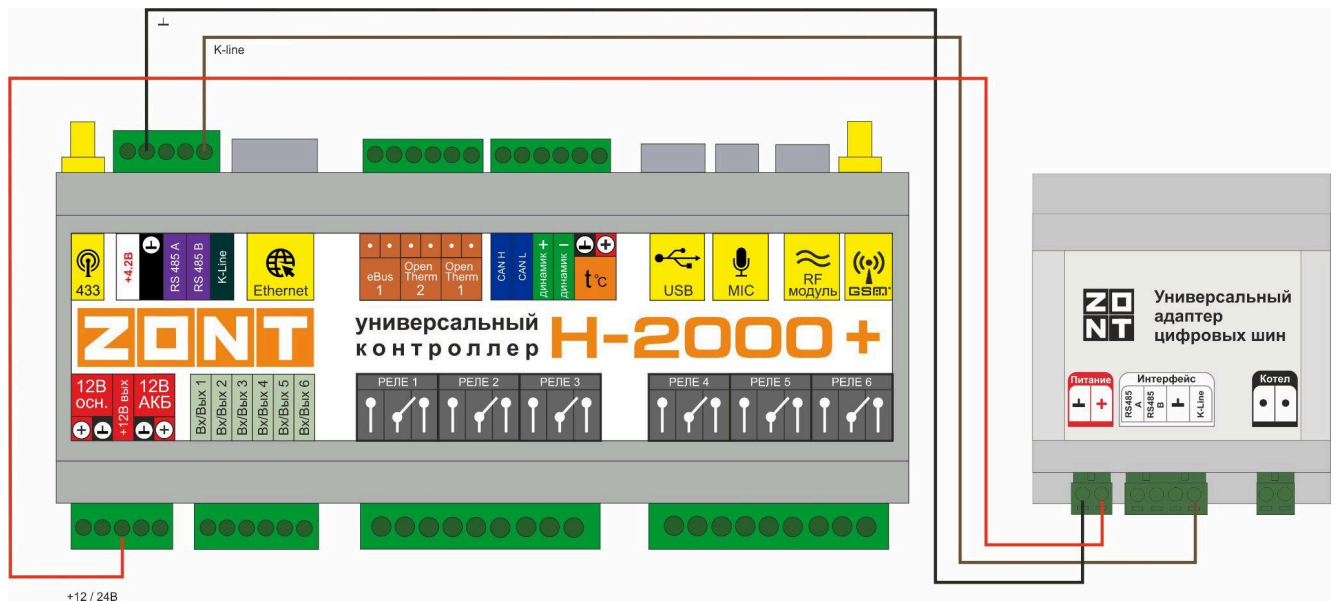 ⊥
K-line
433
+4.2В
RS 485 A
RS 485 B
K-Line
Ethernet
eBus
1
Open
Therm
2
Open
Therm
1
CAN H
CAN L
динамик +
динамик –
t°C
USB
MIC
RF
модуль
GSM
ZONT
универсальный
контроллер
H-2000+
12В
осн.
+12В вых
12В
АКБ
Вх/Вых 1
Вх/Вых 2
Вх/Вых 3
Вх/Вых 4
Вх/Вых 5
Вх/Вых 6
РЕЛЕ 1
РЕЛЕ 2
РЕЛЕ 3
РЕЛЕ 4
РЕЛЕ 5
РЕЛЕ 6
ZONT
Универсальный
адаптер
цифровых шин
Питание
⊥ +
Интерфейс
RS485
A
RS485
B
⊥
K-Line
Котел
+12 / 24В